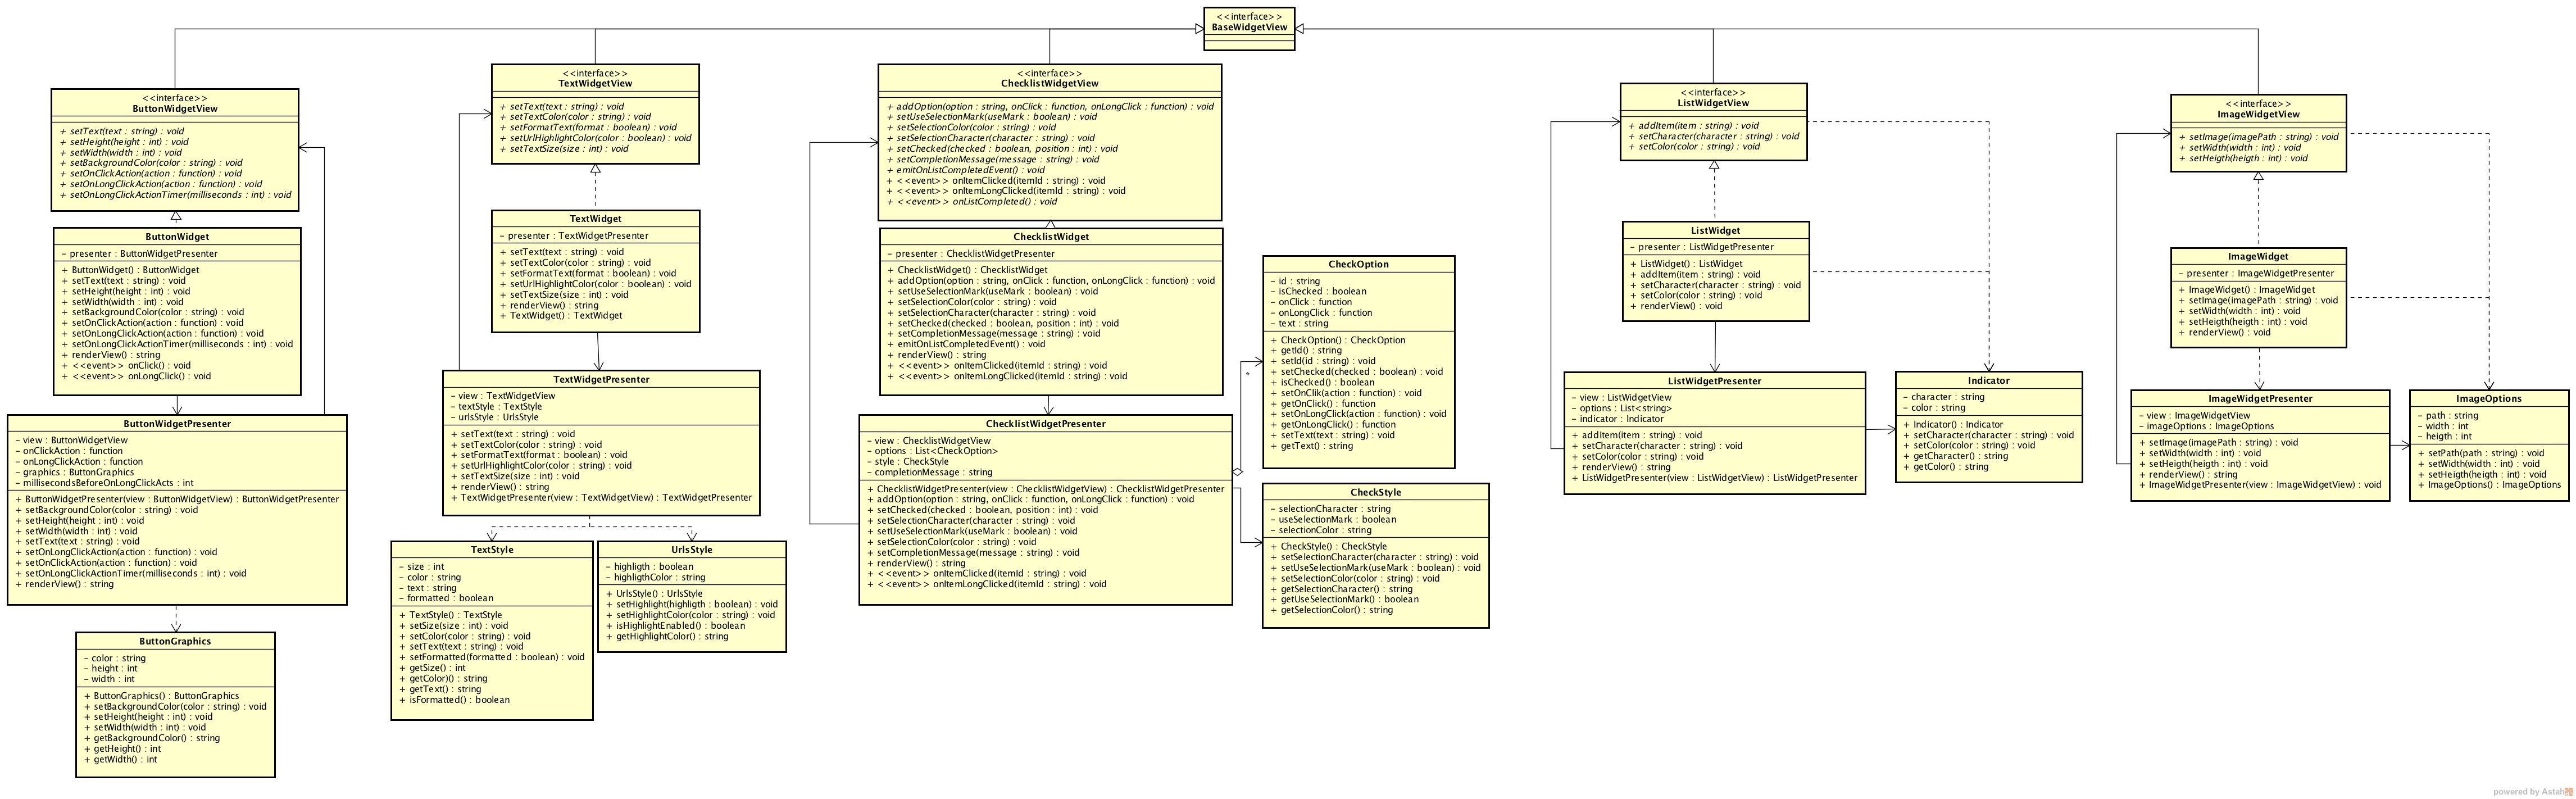 <<interface>>
BaseWidgetView
<<interface>>
ButtonWidgetView
+ setText(text : string) : void
+ setHeight(height : int) : void
+ setWidth(width : int) : void
+ setBackgroundColor(color : string) : void
+ setOnClickAction(action : function) : void
+ setOnLongClickAction(action : function) : void
+ setOnLongClickActionTimer(milliseconds : int) : void
ButtonWidget
– presenter : ButtonWidgetPresenter
+ ButtonWidget() : ButtonWidget
+ setText(text : string) : void
+ setHeight(height : int) : void
+ setWidth(width : int) : void
+ setBackgroundColor(color : string) : void
+ setOnClickAction(action : function) : void
+ setOnLongClickAction(action : function) : void
+ setOnLongClickActionTimer(milliseconds : int) : void
+ renderView() : string
+ <<event>> onClick() : void
+ <<event>> onLongClick() : void
ButtonWidgetPresenter
– view : ButtonWidgetView
– onClickAction : function
– onLongClickAction : function
– graphics : ButtonGraphics
– millisecondsBeforeOnLongClickActs : int
+ ButtonWidgetPresenter(view : ButtonWidgetView) : ButtonWidgetPresenter
+ setBackgroundColor(color : string) : void
+ setHeight(height : int) : void
+ setWidth(width : int) : void
+ setText(text : string) : void
+ setOnLongClickAction(action : function) : void
+ setOnClickAction(action : function) : void
+ setOnLongClickActionTimer(milliseconds : int) : void
+ renderView() : string
ButtonGraphics
– color : string
– height : int
– width : int
+ ButtonGraphics() : ButtonGraphics
+ setBackgroundColor(color : string) : void
+ setHeight(height : int) : void
+ setWidth(width : int) : void
+ getBackgroundColor() : string
+ getHeight() : int
+ getWidth() : int
<<interface>>
TextWidgetView
+ setText(text : string) : void
+ setTextColor(color : string) : void
+ setFormatText(format : boolean) : void
+ setUrlHighlightColor(color : boolean) : void
+ setTextSize(size : int) : void
TextWidget
– presenter : TextWidgetPresenter
+ setText(text : string) : void
+ setTextColor(color : string) : void
+ setFormatText(format : boolean) : void
+ setUrlHighlightColor(color : boolean) : void
+ setTextSize(size : int) : void
+ renderView() : string
+ TextWidget() : TextWidget
TextWidgetPresenter
– view : TextWidgetView
– textStyle : TextStyle
– urlsStyle : UrlsStyle
+ setText(text : string) : void
+ setTextColor(color : string) : void
+ setFormatText(format : boolean) : void
+ setUrlHighlightColor(color : string) : void
+ setTextSize(size : int) : void
+ renderView() : string
+ TextWidgetPresenter(view : TextWidgetView) : TextWidgetPresenter
TextStyle
– size : int
– color : string
– text : string
– formatted : boolean
+ TextStyle() : TextStyle
+ setSize(size : int) : void
+ setColor(color : string) : void
+ setText(text : string) : void
+ setFormatted(formatted : boolean) : void
+ getSize() : int
+ getColor)() : string
+ getText() : string
+ isFormatted() : boolean
UrlsStyle
– highligth : boolean
– highligthColor : string
+ UrlsStyle() : UrlsStyle
+ setHighlight(highligth : boolean) : void
+ setHighlightColor(color : string) : void
+ isHighlightEnabled() : boolean
+ getHighlightColor() : string
<<interface>>
ChecklistWidgetView
+ addOption(option : string, onClick : function, onLongClick : function) : void
+ setUseSelectionMark(useMark : boolean) : void
+ setSelectionColor(color : string) : void
+ setSelectionCharacter(character : string) : void
+ setChecked(checked : boolean, position : int) : void
+ setCompletionMessage(message : string) : void
+ emitOnListCompletedEvent() : void
+ <<event>> onItemClicked(itemId : string) : void
+ <<event>> onItemLongClicked(itemId : string) : void
+ <<event>> onListCompleted() : void
ChecklistWidget
– presenter : ChecklistWidgetPresenter
+ ChecklistWidget() : ChecklistWidget
+ addOption(option : string, onClick : function, onLongClick : function) : void
+ setUseSelectionMark(useMark : boolean) : void
+ setSelectionColor(color : string) : void
+ setSelectionCharacter(character : string) : void
+ setChecked(checked : boolean, position : int) : void
+ setCompletionMessage(message : string) : void
+ emitOnListCompletedEvent() : void
+ renderView() : string
+ <<event>> onItemClicked(itemId : string) : void
+ <<event>> onItemLongClicked(itemId : string) : void
ChecklistWidgetPresenter
– view : ChecklistWidgetView
– options : List<CheckOption>
– style : CheckStyle
– completionMessage : string
+ ChecklistWidgetPresenter(view : ChecklistWidgetView) : ChecklistWidgetPresenter
+ addOption(option : string, onClick : function, onLongClick : function) : void
+ setChecked(checked : boolean, position : int) : void
+ setSelectionCharacter(character : string) : void
+ setUseSelectionMark(useMark : boolean) : void
+ setSelectionColor(color : string) : void
+ setCompletionMessage(message : string) : void
+ renderView() : string
+ <<event>> onItemClicked(itemId : string) : void
+ <<event>> onItemLongClicked(itemId : string) : void
*
CheckOption
– id : string
– isChecked : boolean
– onClick : function
– onLongClick : function
– text : string
+ CheckOption() : CheckOption
+ getId() : string
+ setId(id : string) : void
+ setChecked(checked : boolean) : void
+ isChecked() : boolean
+ setOnClik(action : function) : void
+ getOnClick() : function
+ setOnLongClick(action : function) : void
+ getOnLongClick() : function
+ setText(text : string) : void
+ getText() : string
CheckStyle
– selectionCharacter : string
– useSelectionMark : boolean
– selectionColor : string
+ CheckStyle() : CheckStyle
+ setSelectionCharacter(character : string) : void
+ setUseSelectionMark(useMark : boolean) : void
+ setSelectionColor(color : string) : void
+ getSelectionCharacter() : string
+ getUseSelectionMark() : boolean
+ getSelectionColor() : string
<<interface>>
ListWidgetView
+ addItem(item : string) : void
+ setCharacter(character : string) : void
+ setColor(color : string) : void
ListWidget
– presenter : ListWidgetPresenter
+ ListWidget() : ListWidget
+ addItem(item : string) : void
+ setCharacter(character : string) : void
+ setColor(color : string) : void
+ renderView() : void
ListWidgetPresenter
– view : ListWidgetView
– options : List<string>
– indicator : Indicator
+ addItem(item : string) : void
+ setCharacter(character : string) : void
+ setColor(color : string) : void
+ renderView() : string
+ ListWidgetPresenter(view : ListWidgetView) : ListWidgetPresenter
Indicator
– character : string
– color : string
+ Indicator() : Indicator
+ setCharacter(character : string) : void
+ setColor(color : string) : void
+ getCharacter() : string
+ getColor() : string
<<interface>>
ImageWidgetView
+ setImage(imagePath : string) : void
+ setWidth(width : int) : void
+ setHeigth(heigth : int) : void
ImageWidget
– presenter : ImageWidgetPresenter
+ ImageWidget() : ImageWidget
+ setImage(imagePath : string) : void
+ setWidth(width : int) : void
+ setHeigth(heigth : int) : void
+ renderView() : void
ImageWidgetPresenter
– view : ImageWidgetView
– imageOptions : ImageOptions
+ setImage(imagePath : string) : void
+ setWidth(width : int) : void
+ setHeigth(heigth : int) : void
+ renderView() : string
+ ImageWidgetPresenter(view : ImageWidgetView) : void
ImageOptions
– path : string
– width : int
– heigth : int
+ setPath(path : string) : void
+ setWidth(width : int) : void
+ setHeigth(heigth : int) : void
+ ImageOptions() : ImageOptions
powered by Astah